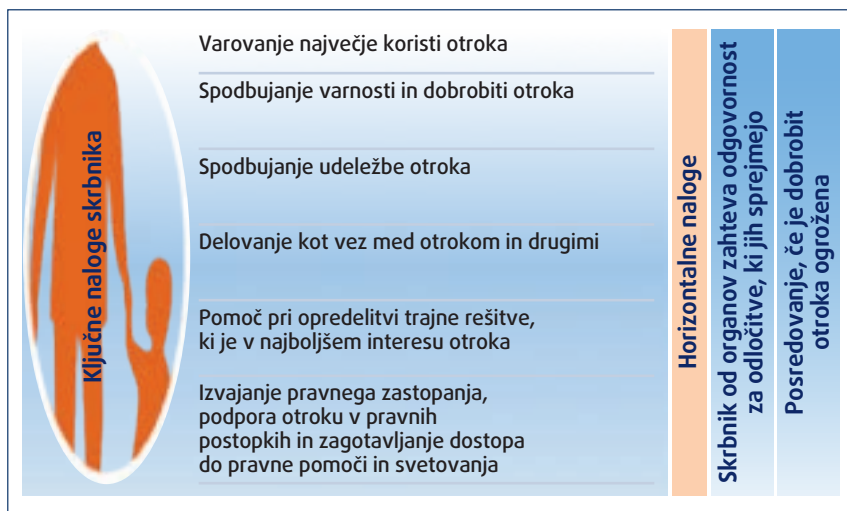 Ključne naloge skrbnika
Varovanje največje koristi otroka
Spodbujanje varnosti in dobrobiti otroka
Spodbujanje udeležbe otroka
Delovanje kot vez med otrokom in drugimi
Pomoč pri opredelitvi trajne rešitve,
ki je v najboljšem interesu otroka
Izvajanje pravnega zastopanja,
podpora otroku v pravnih
postopkih in zagotavljanje dostopa
do pravne pomoči in svetovanja
Horizontalne naloge
Skrbnik od organov zahteva odgovornost
za odločitve, ki jih sprejmejo
Posredovanje, če je dobrobit
otroka ogrožena